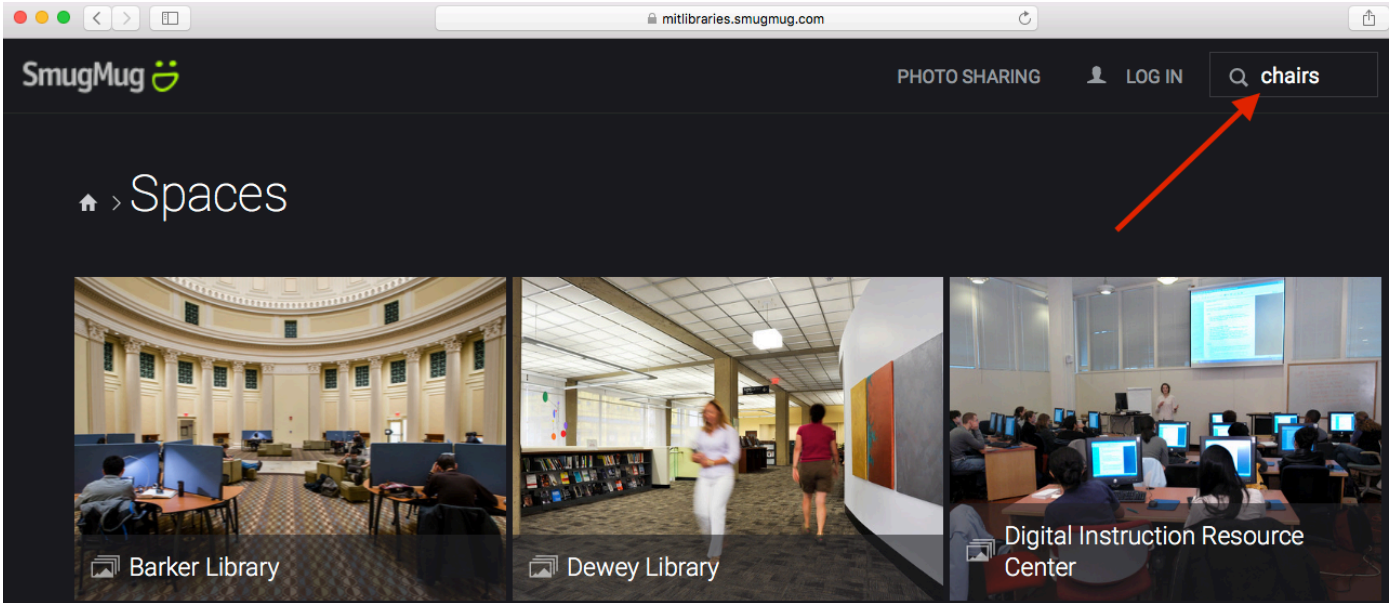 mitlibraries.smugmug.com
SmugMug
PHOTO SHARING
LOG IN
chairs
Spaces
Barker Library
Dewey Library
Digital Instruction Resource
Center